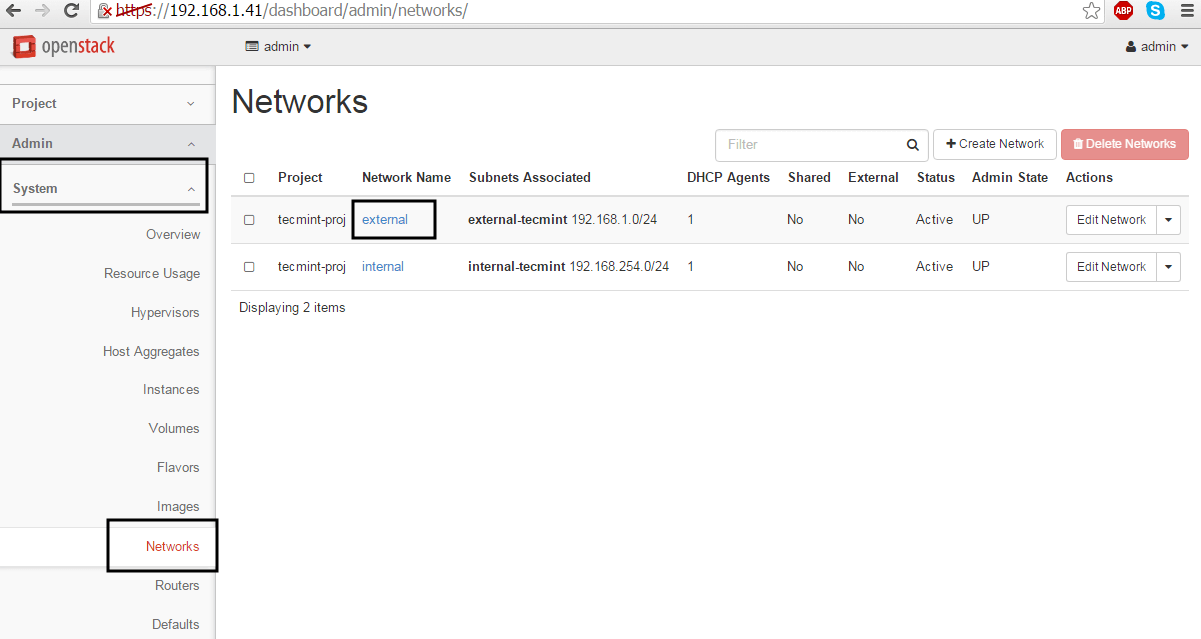 https://192.168.1.41/dashboard/admin/networks/
ABP
openstack
admin
admin
Project
Admin
System
Overview
Resource Usage
Hypervisors
Host Aggregates
Instances
Volumes
Flavors
Images
Networks
Routers
Defaults
Networks
Filter
+ Create Network
Delete Networks
Project Network Name Subnets Associated DHCP Agents Shared External Status Admin State Actions
tecmint-proj external external-tecmint 192.168.1.0/24 1 No No Active UP Edit Network
tecmint-proj internal internal-tecmint 192.168.254.0/24 1 No No Active UP Edit Network
Displaying 2 items